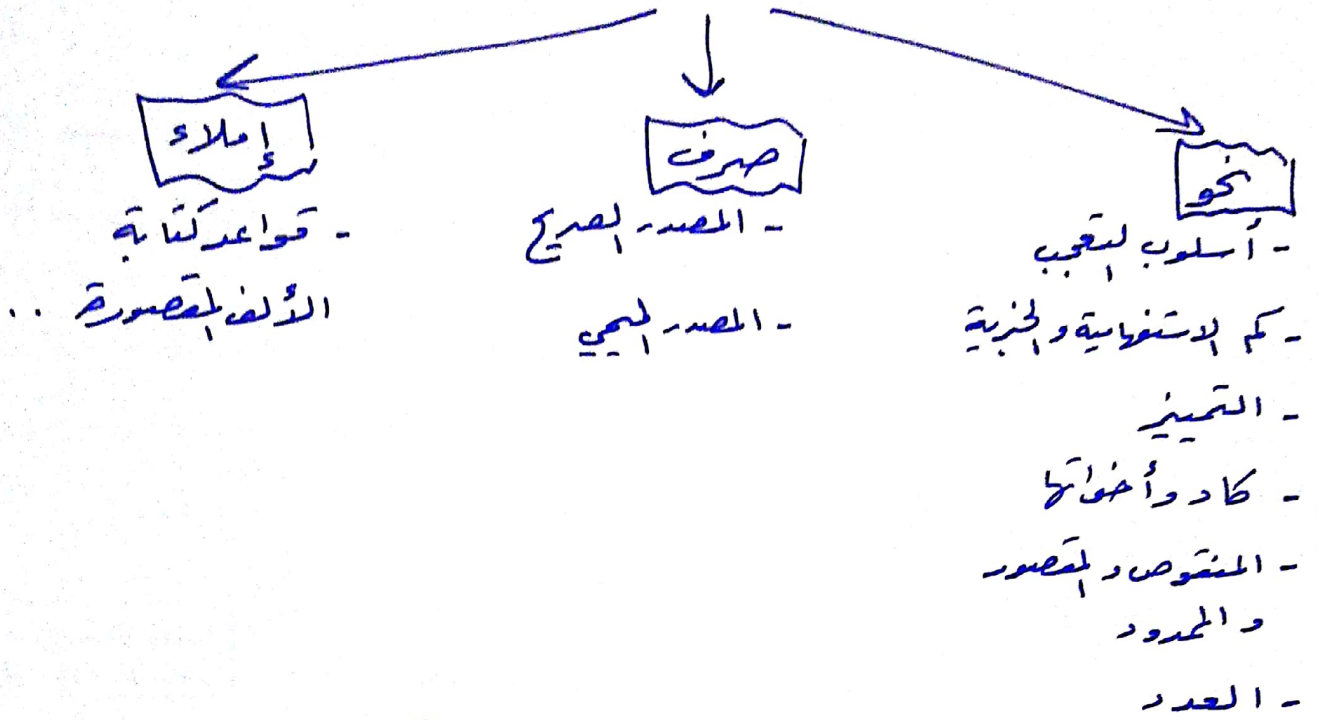 نحو
- أسلوب التعجب
- كم الاستفهامية والخبرية
- التمييز
- كاد وأخواتها
- المنقوص والمقصور
والممدود
- العدد
صرف
- المصدر الصريح
- المصدر الميمي
إملاء
- قواعد كتابة
الألف المقصورة ..